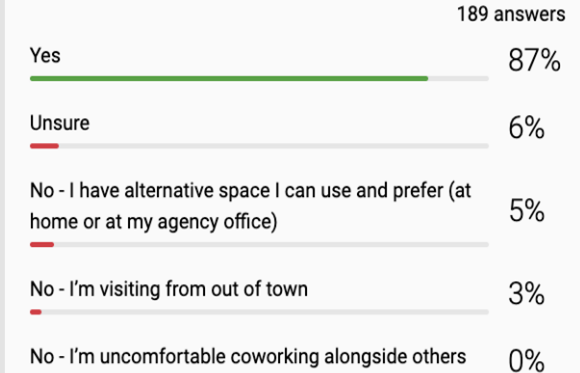 189 answers
Yes
87%
Unsure
6%
No - I have alternative space I can use and prefer (at
home or at my agency office)
5%
No - I'm visiting from out of town
3%
No - I'm uncomfortable coworking alongside others
0%